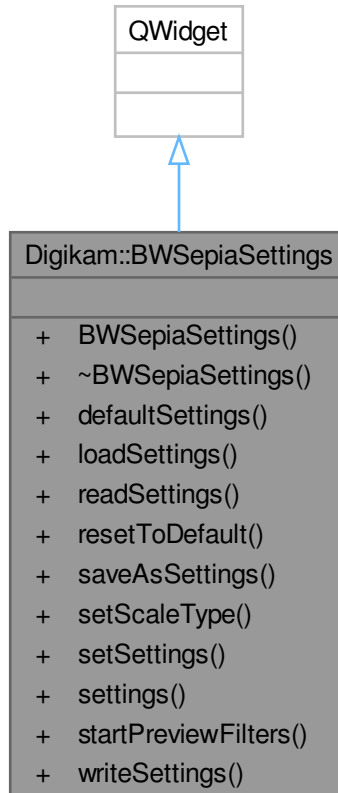 QWidget
Digikam::BWSepiaSettings
+ BWSepiaSettings()
+ ~BWSepiaSettings()
+ defaultSettings()
+ loadSettings()
+ readSettings()
+ resetToDefault()
+ saveAsSettings()
+ setScaleType()
+ setSettings()
+ settings()
+ startPreviewFilters()
+ writeSettings()